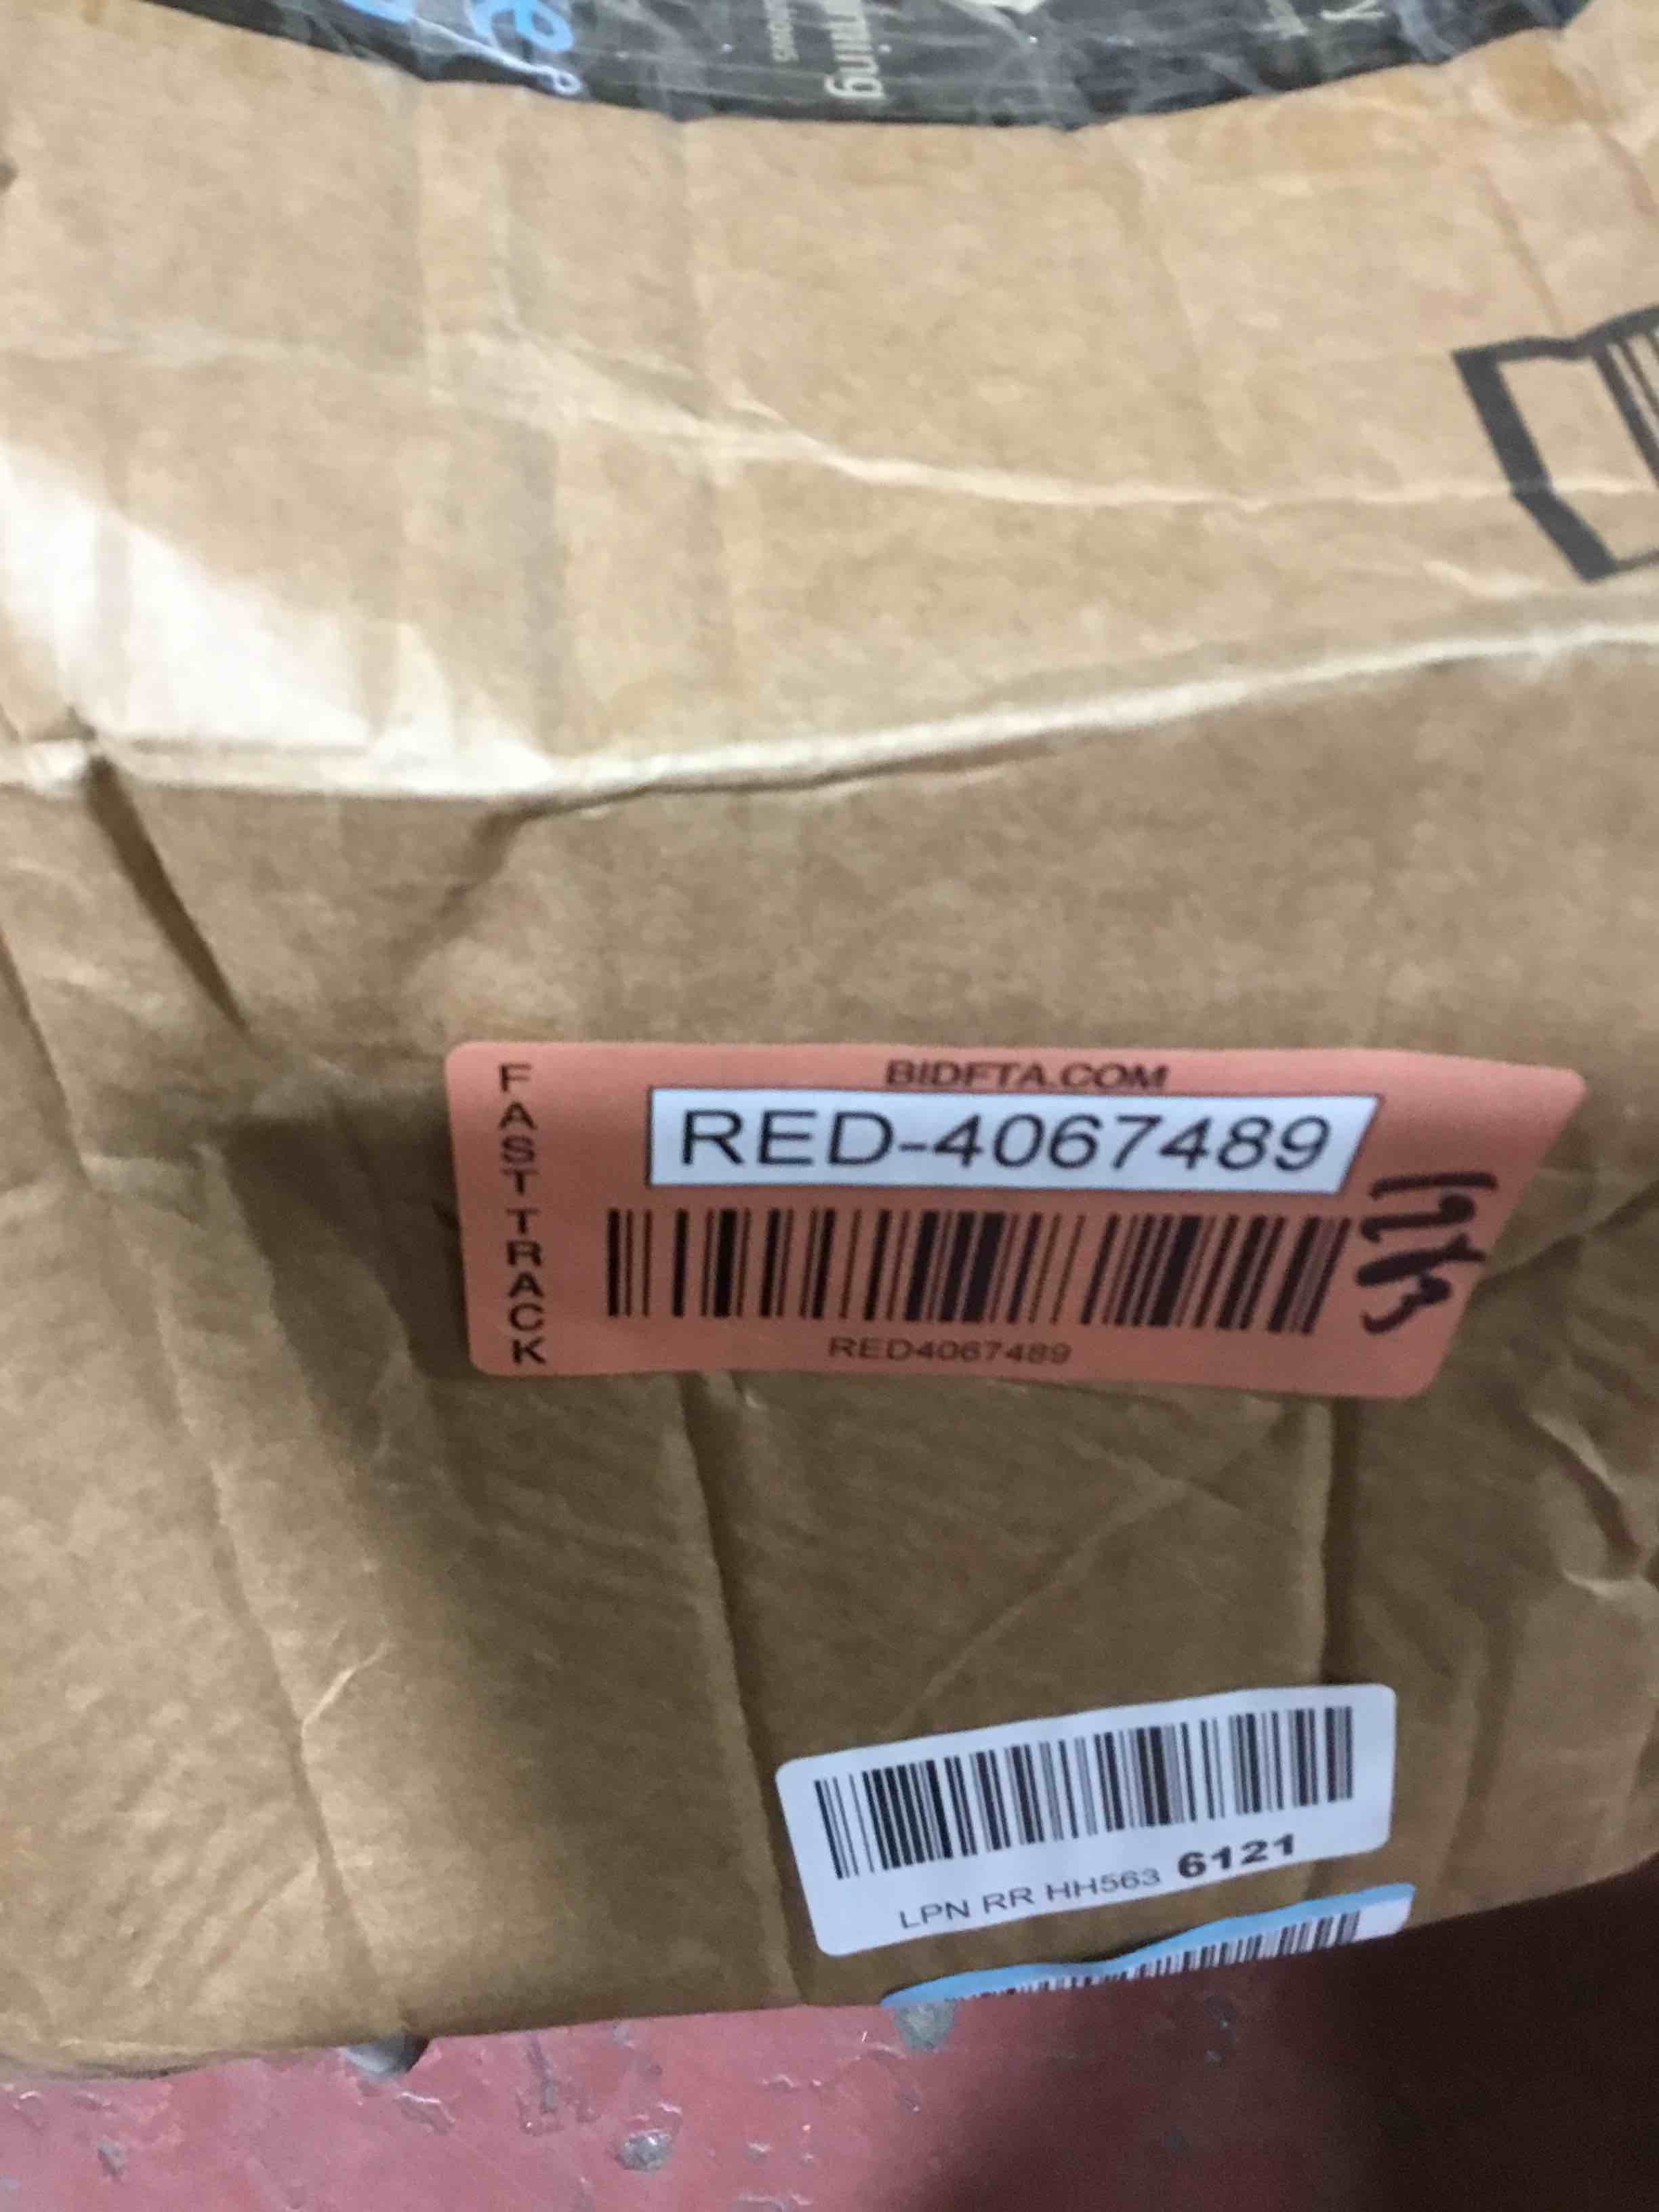 FAST TRACK
BIDFTA.COM
RED-4067489
RED4067489
LPN RR HH563 6121